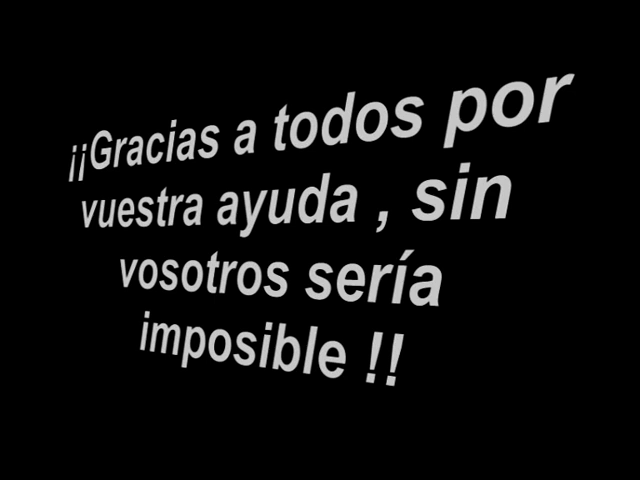 ¡¡Gracias a todos por
vuestra ayuda , sin
vosotros sería
imposible !!